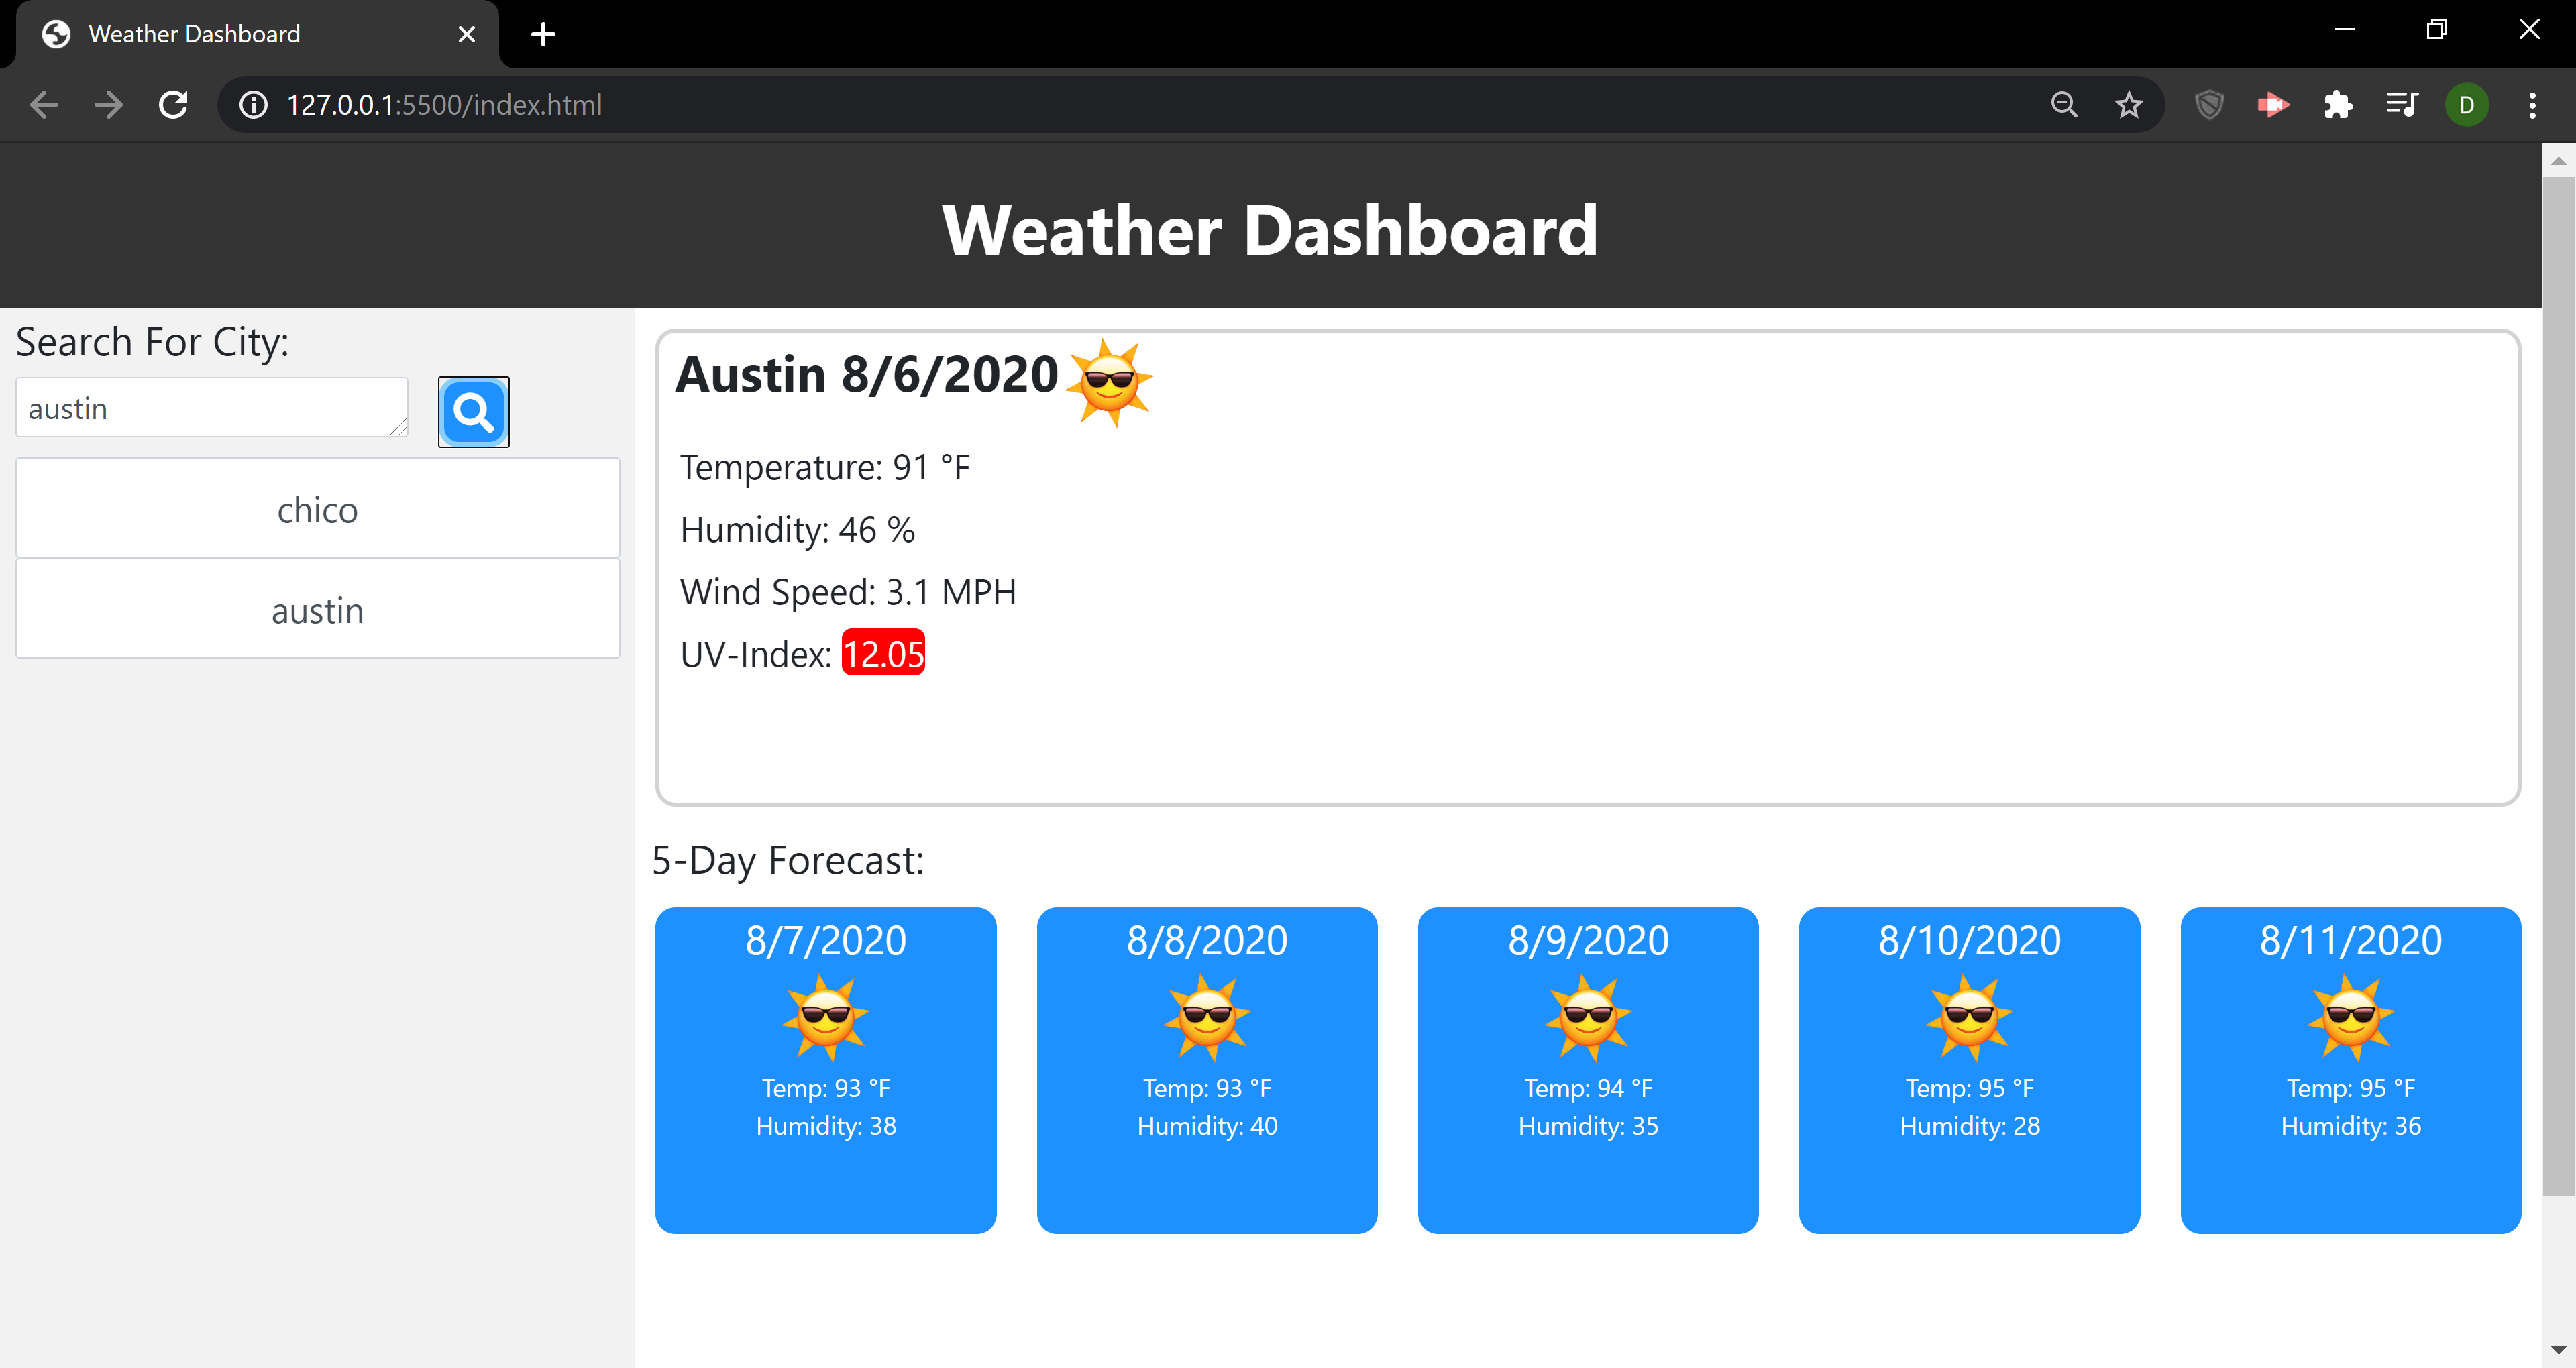 Weather Dashboard
127.0.0.1:5500/index.html
D
Weather Dashboard
Search For City:
austin
chico
austin
Austin 8/6/2020
Temperature: 91 °F
Humidity: 46 %
Wind Speed: 3.1 MPH
UV-Index: 12.05
5-Day Forecast:
8/7/2020
Temp: 93 °F
Humidity: 38
8/8/2020
Temp: 93 °F
Humidity: 40
8/9/2020
Temp: 94 °F
Humidity: 35
8/10/2020
Temp: 95 °F
Humidity: 28
8/11/2020
Temp: 95 °F
Humidity: 36